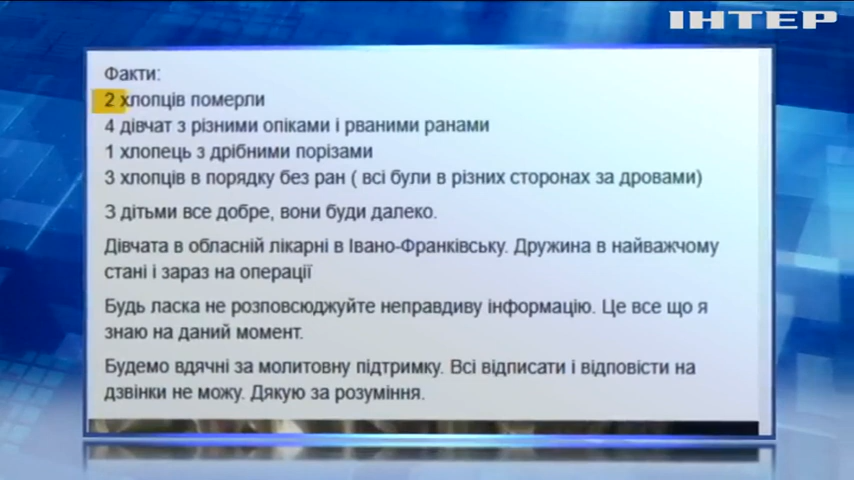 ІНТЕР
Факти:
2 хлопців померли
4 дівчат з різними опіками і рваними ранами
1 хлопець з дрібними порізами
3 хлопців в порядку без ран ( всі були в різних сторонах за дровами)
З дітьми все добре, вони буди далеко.
Дівчата в обласній лікарні в Івано-Франківську. Дружина в найважчому
стані і зараз на операції
Будь ласка не розповсюджуйте неправдиву інформацію. Це все що я
знаю на даний момент.
Будемо вдячні за молитовну підтримку. Всі відписати і відповісти на
дзвінки не можу. Дякую за розуміння.